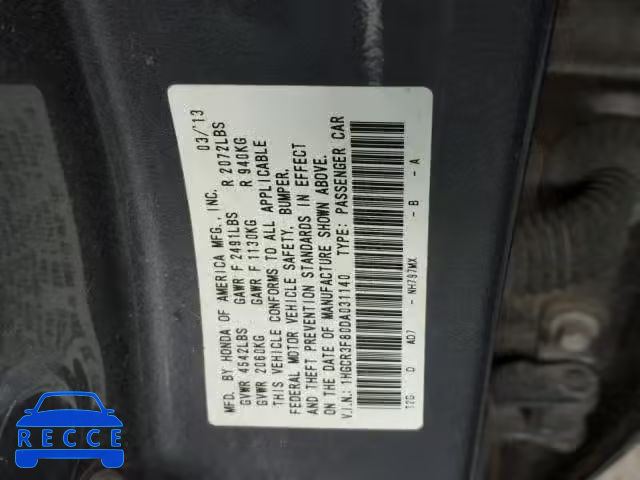 MFD. BY HONDA OF AMERICA MFG., INC. 03/'13
GVWR 4542LBS GAWR F 2491LBS R 2072LBS
GVWR 2060KG GAWR F 1130KG R 940KG
THIS VEHICLE CONFORMS TO ALL APPLICABLE
FEDERAL MOTOR VEHICLE SAFETY, BUMPER,
AND THEFT PREVENTION STANDARDS IN EFFECT
ON THE DATE OF MANUFACTURE SHOWN ABOVE.
V.I.N.: 1HGCR3F80DA031140 TYPE: PASSENGER CAR
12G D A07 - NH797MX - B - A
RECCE